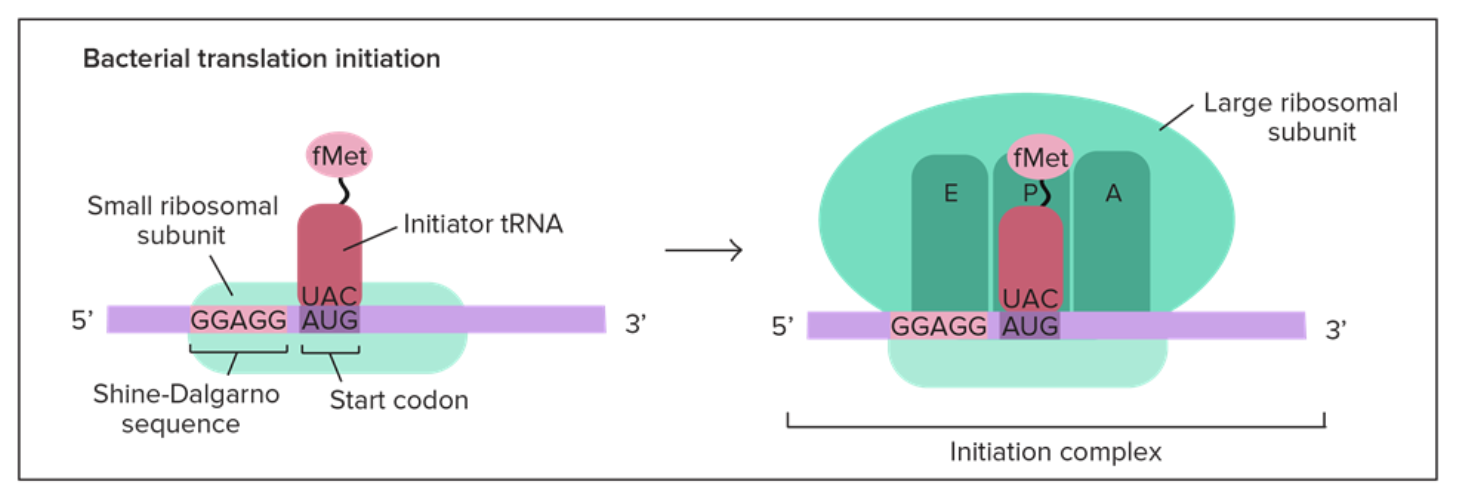 Bacterial translation initiation
fMet
Small ribosomal
subunit
Initiator tRNA
UAC
5’
GGAGG
AUG
3’
Shine-Dalgarno
sequence
Start codon
Large ribosomal
subunit
fMet
E
P
A
UAC
5’
GGAGG
AUG
3’
Initiation complex